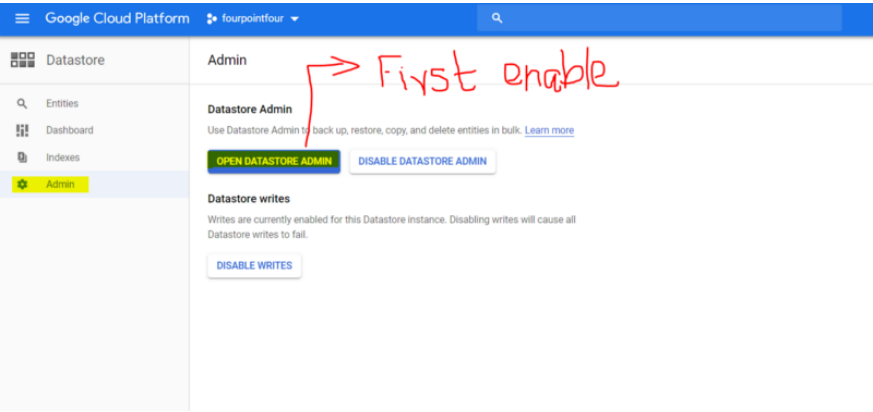 Google Cloud Platform
fourpointfour
Datastore
Admin
First enable
Entities
Dashboard
Indexes
Admin
Datastore Admin
Use Datastore Admin to back up, restore, copy, and delete entities in bulk. Learn more
OPEN DATASTORE ADMIN
DISABLE DATASTORE ADMIN
Datastore writes
Writes are currently enabled for this Datastore instance. Disabling writes will cause all
Datastore writes to fail.
DISABLE WRITES